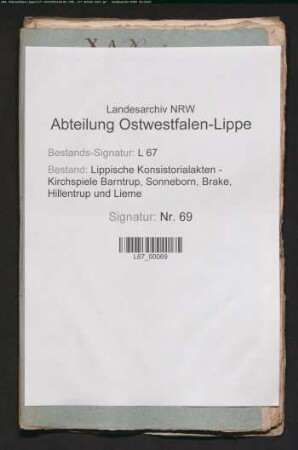 Landesarchiv NRW
Abteilung Ostwestfalen-Lippe
Bestands-Signatur: L 67
Bestand: Lippische Konsistorialakten -
Kirchspiele Barntrup, Sonneborn, Brake,
Hillentrup und Lieme
Signatur: Nr. 69
L67_00069